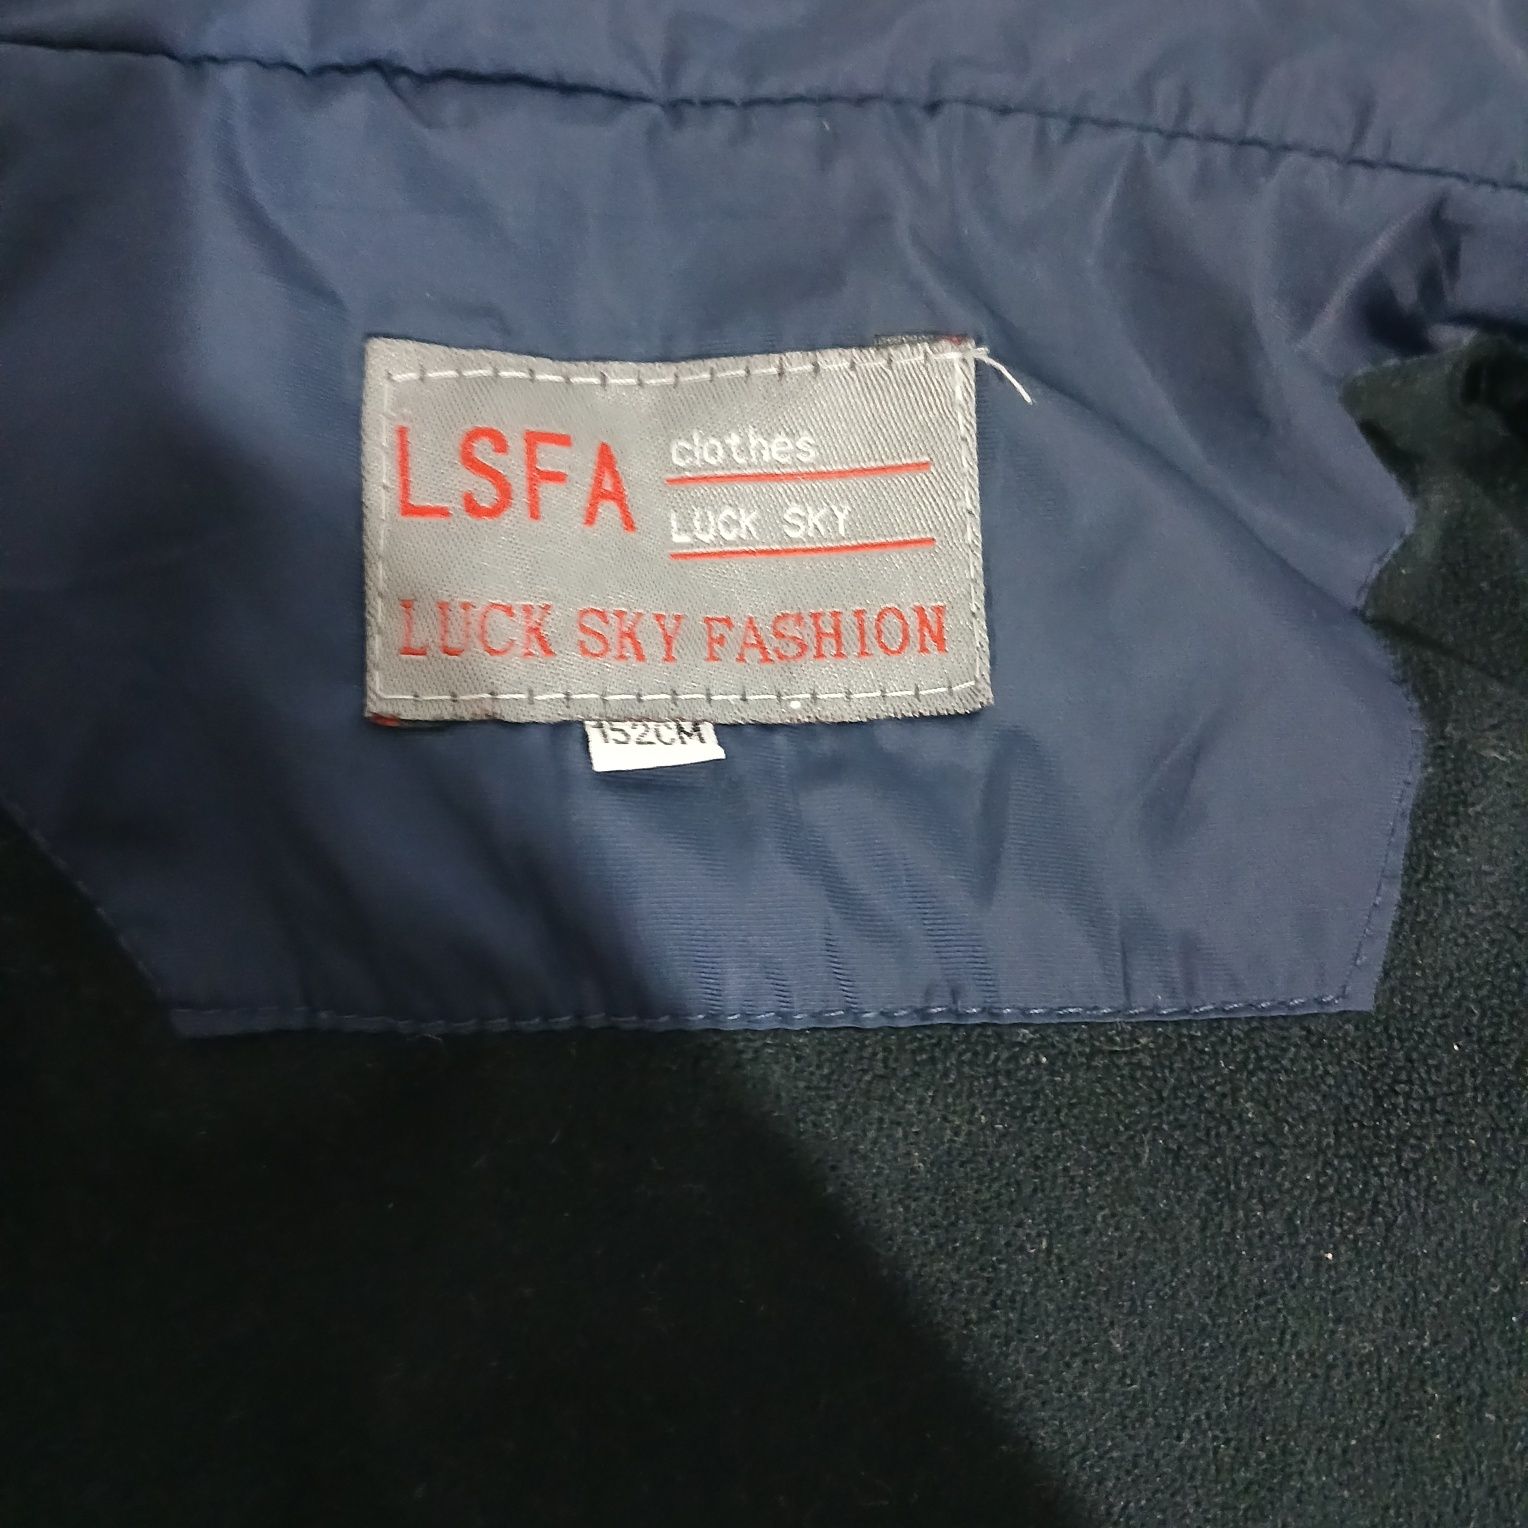 LSFA
clothes
LUCK SKY
LUCK SKY FASHION
152CM